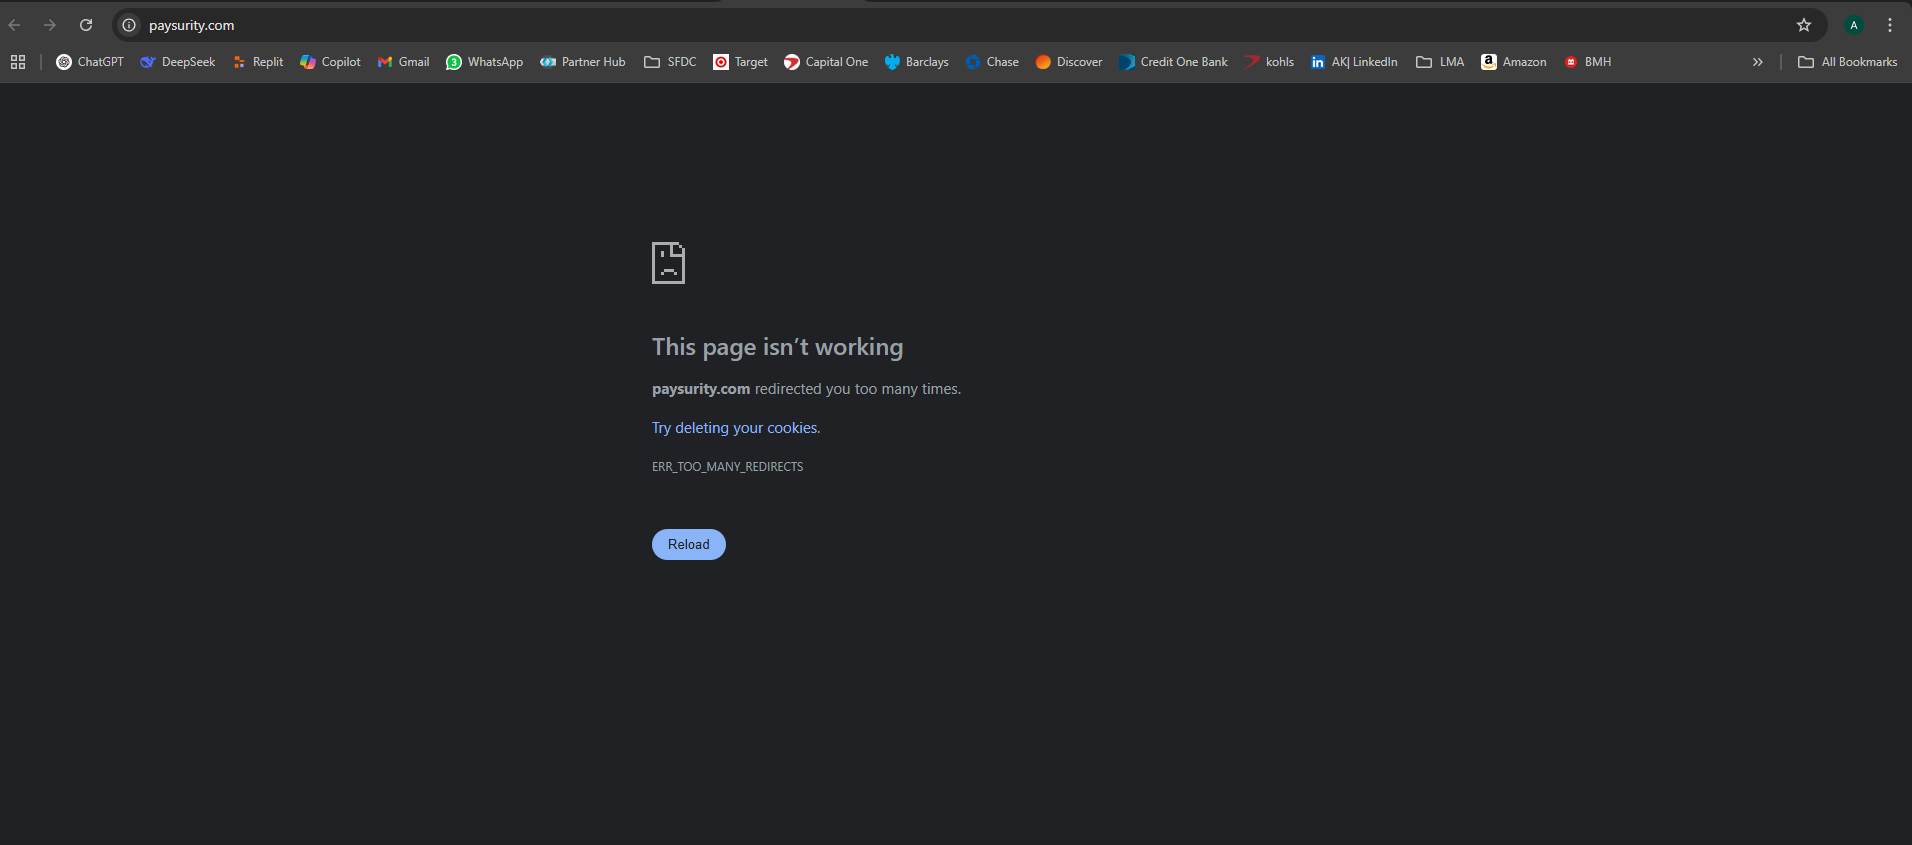 paysurity.com
A
ChatGPT DeepSeek Replit Copilot Gmail 3 WhatsApp Partner Hub SFDC Target Capital One Barclays Chase Discover Credit One Bank kohls in AK| LinkedIn LMA a Amazon BMH » All Bookmarks
This page isn’t working
paysurity.com redirected you too many times.
Try deleting your cookies.
ERR_TOO_MANY_REDIRECTS
Reload